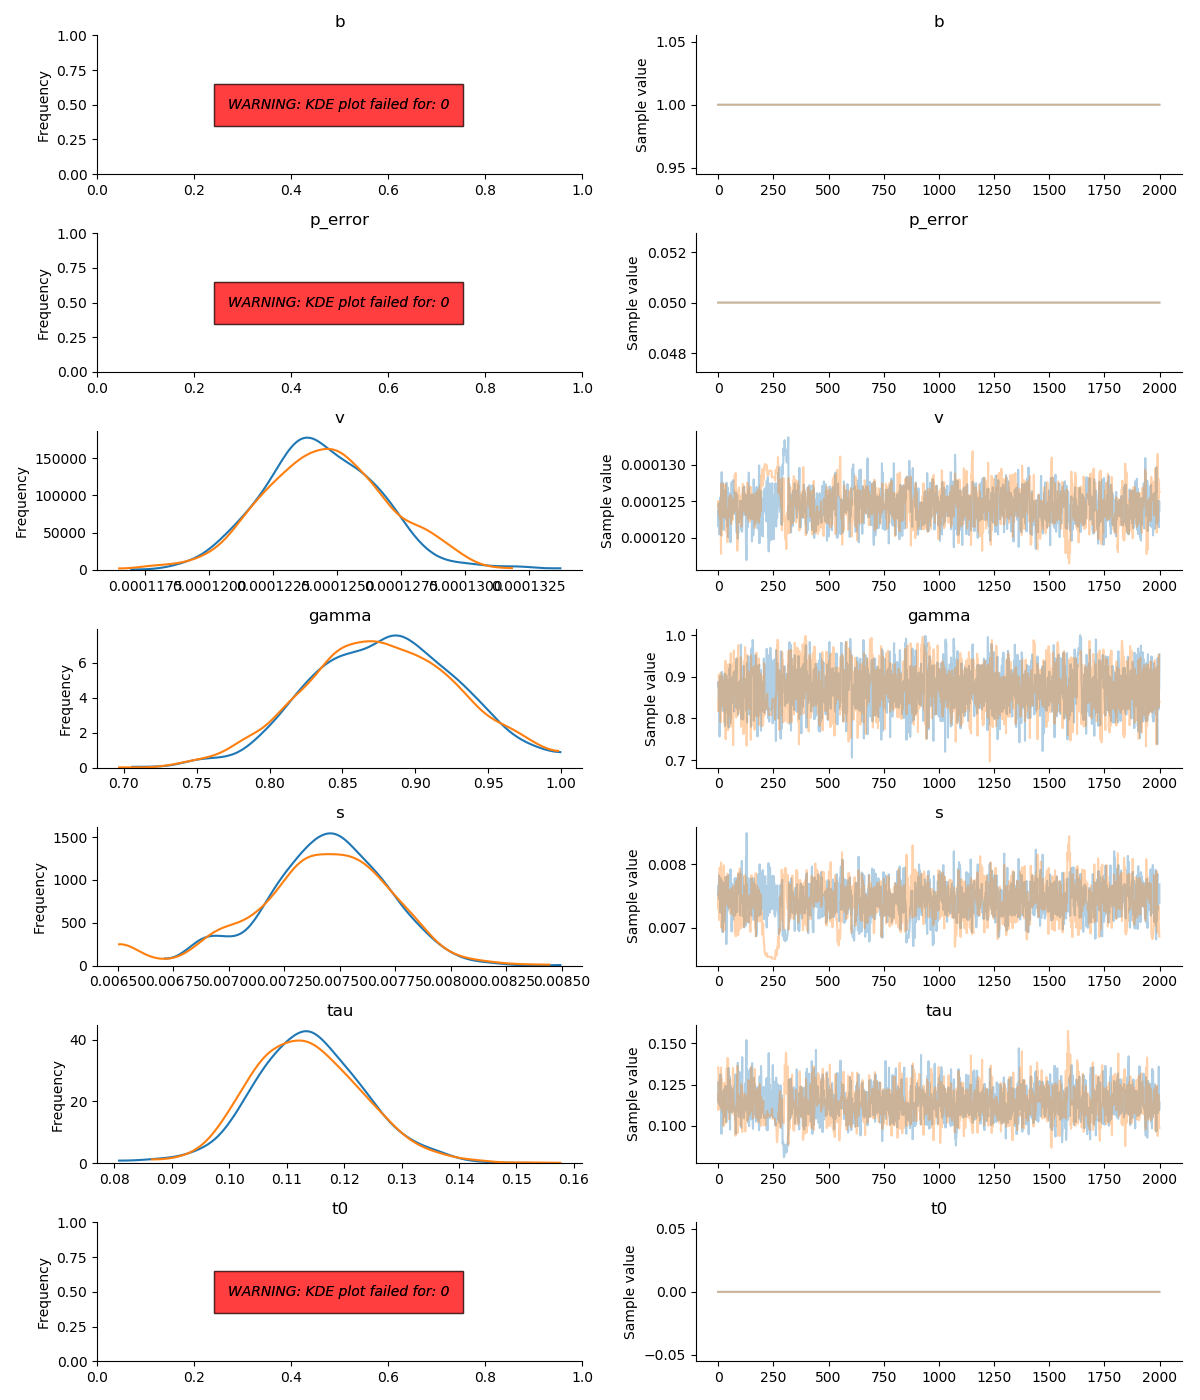 b
b
1.00
0.75
0.50
0.25
0.00
Frequency
WARNING: KDE plot failed for: 0
0.0 0.2 0.4 0.6 0.8 1.0
1.05
1.00
0.95
Sample value
0 250 500 750 1000 1250 1500 1750 2000
p_error
p_error
1.00
0.75
0.50
0.25
0.00
Frequency
WARNING: KDE plot failed for: 0
0.0 0.2 0.4 0.6 0.8 1.0
0.052
0.050
0.048
Sample value
0 250 500 750 1000 1250 1500 1750 2000
v
v
150000
100000
50000
0
Frequency
0.0001175 0.0001200 0.0001225 0.0001250 0.0001275 0.0001300 0.0001325
0.000130
0.000125
0.000120
Sample value
0 250 500 750 1000 1250 1500 1750 2000
gamma
gamma
6
4
2
0
Frequency
0.70 0.75 0.80 0.85 0.90 0.95 1.00
1.0
0.9
0.8
0.7
Sample value
0 250 500 750 1000 1250 1500 1750 2000
s
s
1500
1000
500
0
Frequency
0.00650 0.00675 0.00700 0.00725 0.00750 0.00775 0.00800 0.00825 0.00850
0.008
0.007
Sample value
0 250 500 750 1000 1250 1500 1750 2000
tau
tau
40
20
0
Frequency
0.08 0.09 0.10 0.11 0.12 0.13 0.14 0.15 0.16
0.150
0.125
0.100
Sample value
0 250 500 750 1000 1250 1500 1750 2000
t0
t0
1.00
0.75
0.50
0.25
0.00
Frequency
WARNING: KDE plot failed for: 0
0.0 0.2 0.4 0.6 0.8 1.0
0.05
0.00
−0.05
Sample value
0 250 500 750 1000 1250 1500 1750 2000